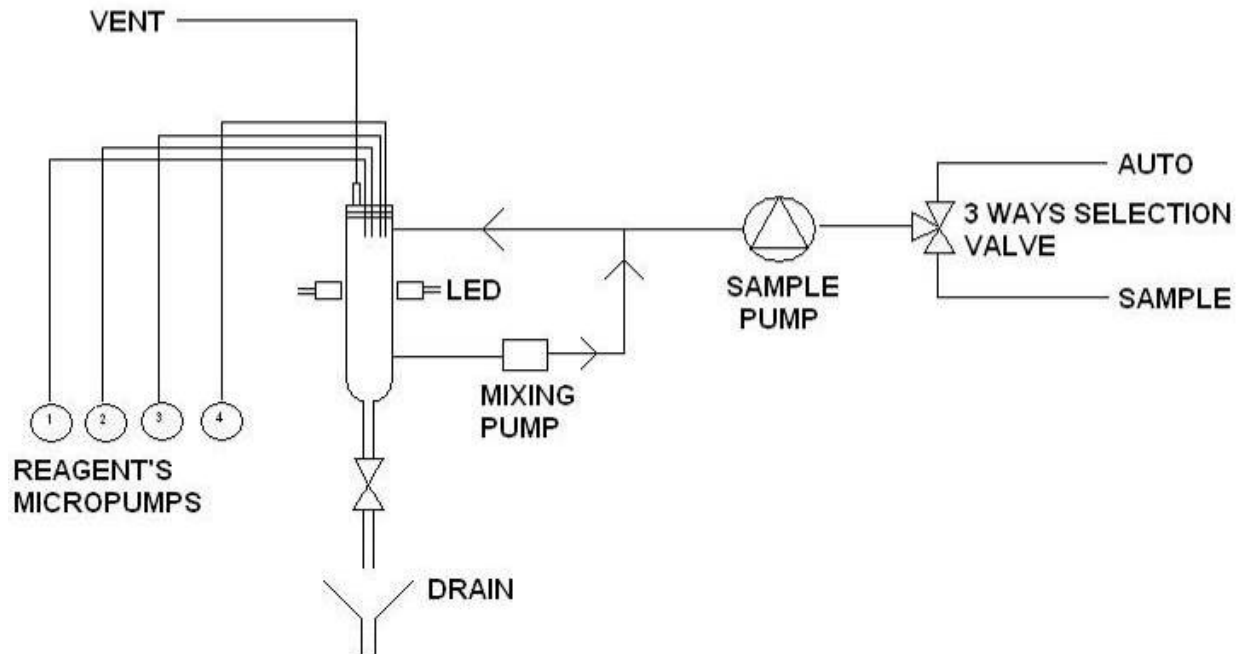 VENT
AUTO
3 WAYS SELECTION
VALVE
SAMPLE
LED
SAMPLE
PUMP
MIXING
PUMP
1
2
3
4
REAGENT'S
MICROPUMPS
DRAIN